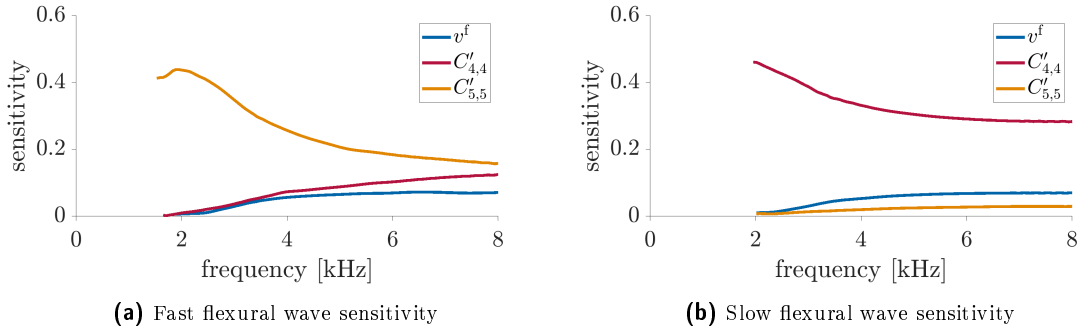 0.6
0.4
0.2
0
sensitivity
0 2 4 6 8
frequency [kHz]
v^f
C′_{4,4}
C′_{5,5}
(a) Fast flexural wave sensitivity
0.6
0.4
0.2
0
sensitivity
0 2 4 6 8
frequency [kHz]
v^f
C′_{4,4}
C′_{5,5}
(b) Slow flexural wave sensitivity